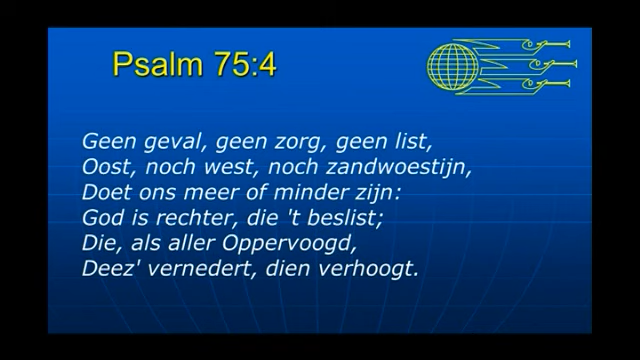 Psalm 75:4
Geen geval, geen zorg, geen list,
Oost, noch west, noch zandwoestijn,
Doet ons meer of minder zijn:
God is rechter, die 't beslist;
Die, als aller Oppervoogd,
Deez' vernedert, dien verhoogt.